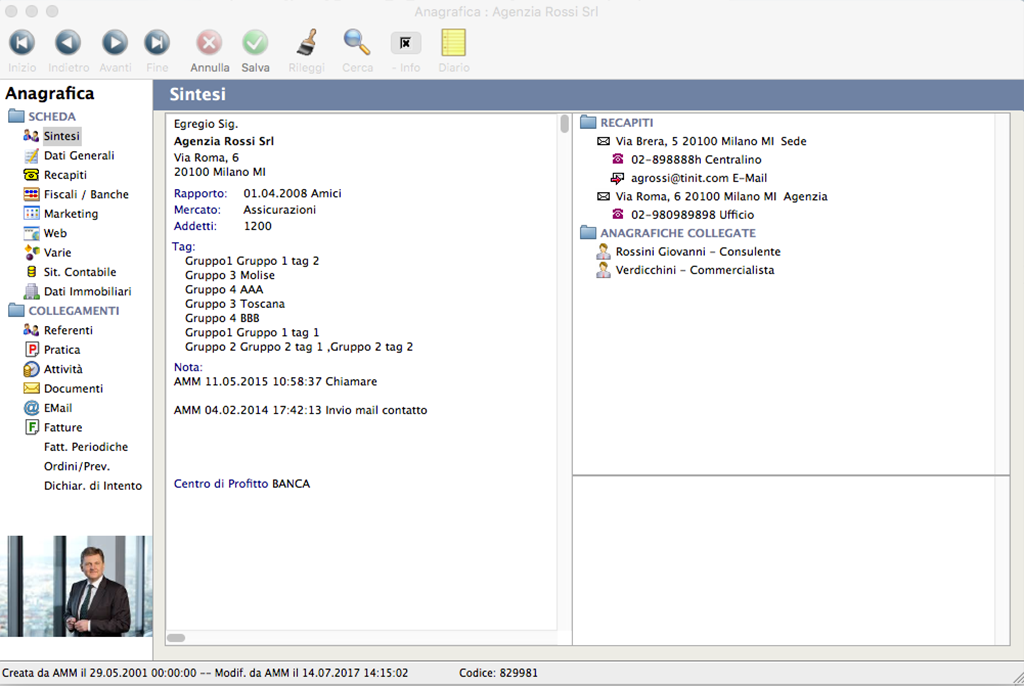 Anagrafica : Agenzia Rossi Srl
Inizio Indietro Avanti Fine Annulla Salva Rileggi Cerca - Info Diario
Anagrafica
SCHEDA
Sintesi
Dati Generali
Recapiti
Fiscali / Banche
Marketing
Web
Varie
Sit. Contabile
Dati Immobiliari
COLLEGAMENTI
Referenti
P Pratica
Attività
Documenti
@ EMail
F Fatture
Fatt. Periodiche
Ordini/Prev.
Dichiar. di Intento
Sintesi
Egregio Sig.
Agenzia Rossi Srl
Via Roma, 6
20100 Milano MI
Rapporto: 01.04.2008 Amici
Mercato: Assicurazioni
Addetti: 1200
Tag:
Gruppo1 Gruppo 1 tag 2
Gruppo 3 Molise
Gruppo 4 AAA
Gruppo 3 Toscana
Gruppo 4 BBB
Gruppo1 Gruppo 1 tag 1
Gruppo 2 Gruppo 2 tag 1 ,Gruppo 2 tag 2
Nota:
AMM 11.05.2015 10:58:37 Chiamare
AMM 04.02.2014 17:42:13 Invio mail contatto
Centro di Profitto BANCA
RECAPITI
Via Brera, 5 20100 Milano MI Sede
02-898888h Centralino
agrossi@tinit.com E-Mail
Via Roma, 6 20100 Milano MI Agenzia
02-980989898 Ufficio
ANAGRAFICHE COLLEGATE
Rossini Giovanni - Consulente
Verdicchini - Commercialista
Creata da AMM il 29.05.2001 00:00:00 -- Modif. da AMM il 14.07.2017 14:15:02 Codice: 829981